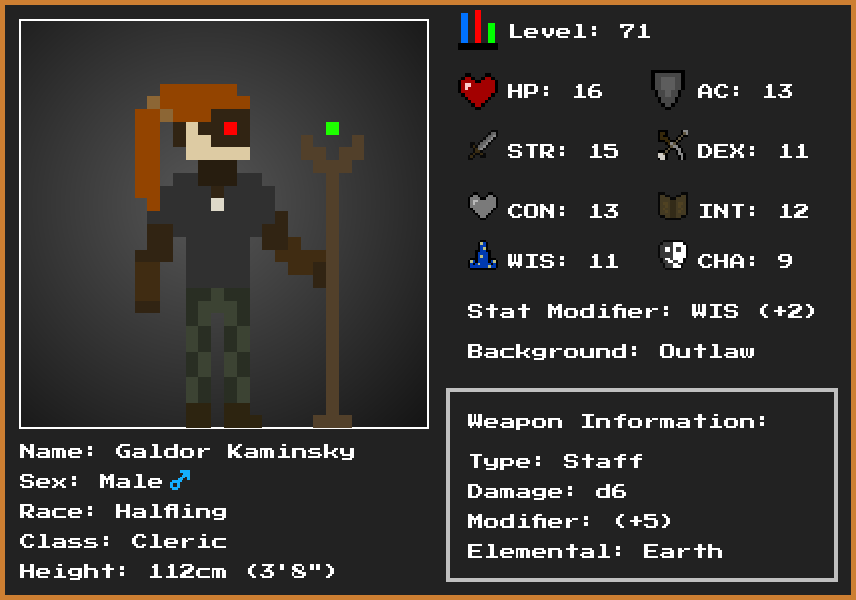 Level: 71
HP: 16
AC: 13
STR: 15
DEX: 11
CON: 13
INT: 12
WIS: 11
CHA: 9
Stat Modifier: WIS (+2)
Background: Outlaw
Weapon Information:
Type: Staff
Damage: d6
Modifier: (+5)
Elemental: Earth
Name: Galdor Kaminsky
Sex: Male ♂
Race: Halfling
Class: Cleric
Height: 112cm (3'8")